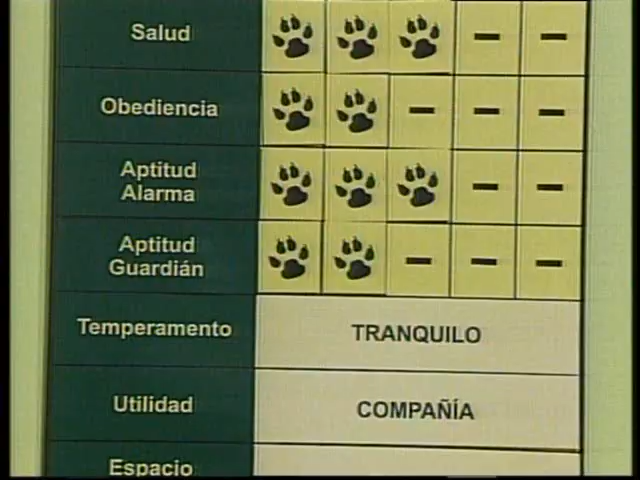 Salud
Obediencia
Aptitud
Alarma
Aptitud
Guardián
Temperamento TRANQUILO
Utilidad COMPAÑÍA
Espacio